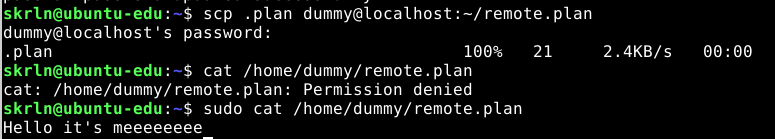 skrln@ubuntu-edu:~$ scp .plan dummy@localhost:~/remote.plan
dummy@localhost's password:
.plan 100% 21 2.4KB/s 00:00
skrln@ubuntu-edu:~$ cat /home/dummy/remote.plan
cat: /home/dummy/remote.plan: Permission denied
skrln@ubuntu-edu:~$ sudo cat /home/dummy/remote.plan
Hello it's meeeeeeee